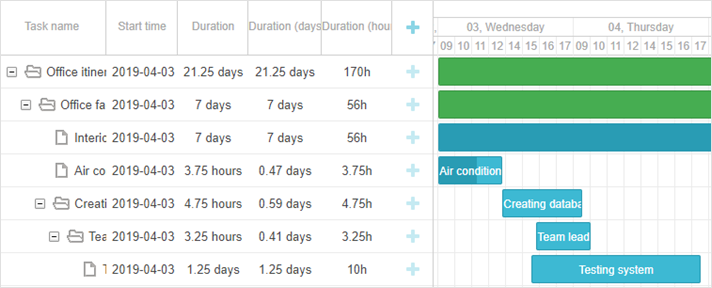 Task name Start time Duration Duration (days Duration (hou + 03, Wednesday 04, Thursday
09 10 11 12 14 15 16 17 09 10 11 12 14 15 16 17
Office itiner 2019-04-03 21.25 days 21.25 days 170h
Office fa 2019-04-03 7 days 7 days 56h
Interio 2019-04-03 7 days 7 days 56h
Air co 2019-04-03 3.75 hours 0.47 days 3.75h Air condition
Creati 2019-04-03 4.75 hours 0.59 days 4.75h Creating databa
Tea 2019-04-03 3.25 hours 0.41 days 3.25h Team lead
T 2019-04-03 1.25 days 1.25 days 10h Testing system